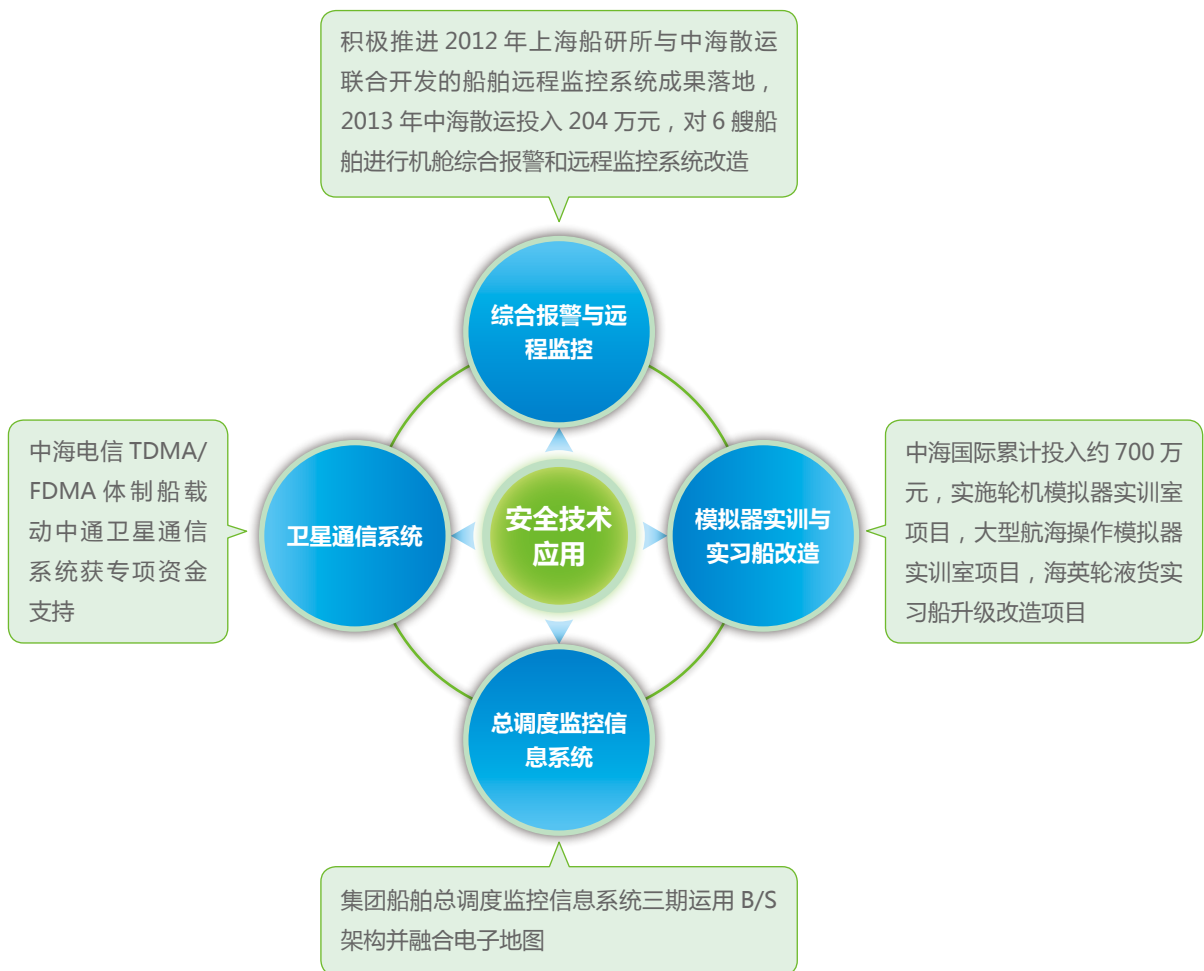 积极推进 2012 年上海船研所与中海散运
联合开发的船舶远程监控系统成果落地，
2013 年中海散运投入 204 万元，对 6 艘船
舶进行机舱综合报警和远程监控系统改造
综合报警与远
程监控
中海电信 TDMA/
FDMA 体制船载
动中通卫星通信
系统获专项资金
支持
卫星通信系统
安全技术
应用
模拟器实训与
实习船改造
中海国际累计投入约 700 万
元，实施轮机模拟器实训室
项目，大型航海操作模拟器
实训室项目，海英轮液货实
习船升级改造项目
总调度监控信
息系统
集团船舶总调度监控信息系统三期运用 B/S
架构并融合电子地图